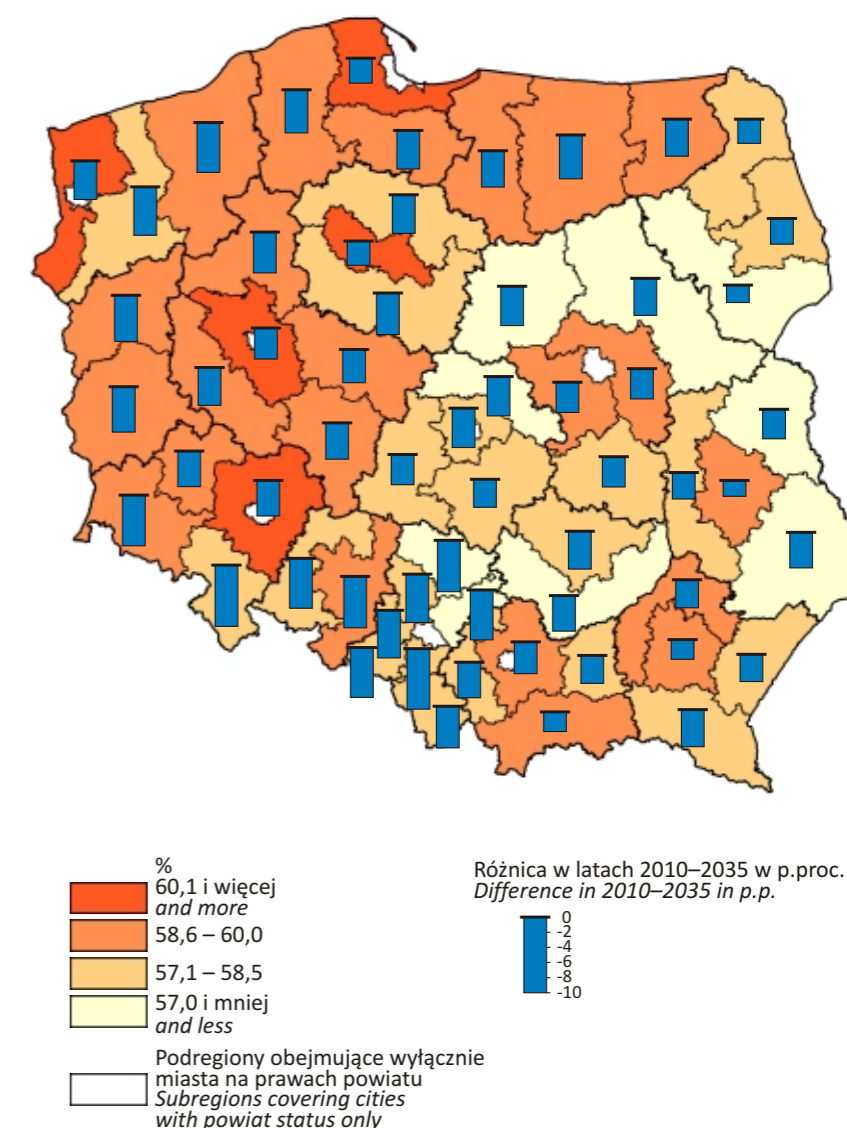 %
60,1 i więcej
and more
58,6 – 60,0
57,1 – 58,5
57,0 i mniej
and less
Podregiony obejmujące wyłącznie
miasta na prawach powiatu
Subregions covering cities
with powiat status only
Różnica w latach 2010–2035 w p.proc.
Difference in 2010–2035 in p.p.
0
-2
-4
-6
-8
-10